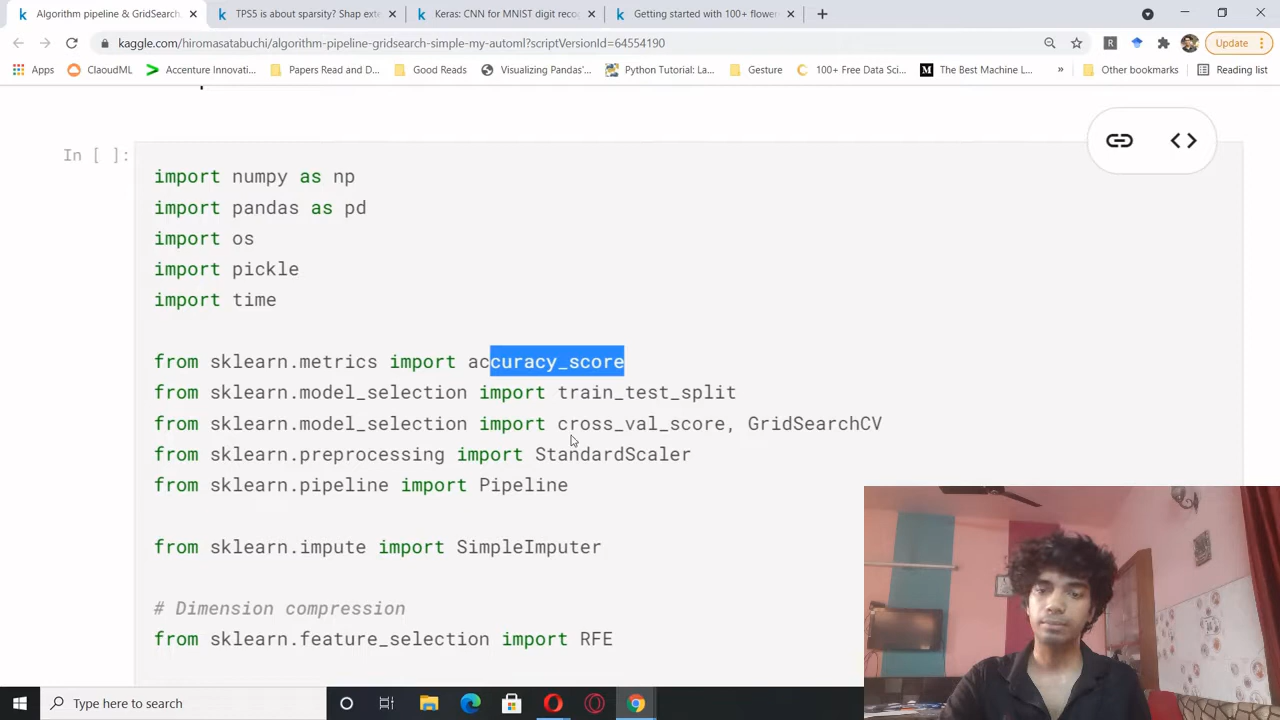 Algorithm pipeline & GridSearch.
TPS5 is about sparsity? Shap ext
Keras: CNN for MNIST digit reco
Getting started with 100+ flower
kaggle.com/hiromasatabuchi/algorithm-pipeline-gridsearch-simple-my-automl?scriptVersionId=64554190
Update
Apps
ClaoudML
Accenture Innovati...
Papers Read and D...
Good Reads
Visualizing Pandas'...
Python Tutorial: La...
Gesture
100+ Free Data Sci...
The Best Machine L...
»
Other bookmarks
Reading list
In [ ]:
import numpy as np
import pandas as pd
import os
import pickle
import time
from sklearn.metrics import accuracy_score
from sklearn.model_selection import train_test_split
from sklearn.model_selection import cross_val_score, GridSearchCV
from sklearn.preprocessing import StandardScaler
from sklearn.pipeline import Pipeline
from sklearn.impute import SimpleImputer
# Dimension compression
from sklearn.feature_selection import RFE
Type here to search